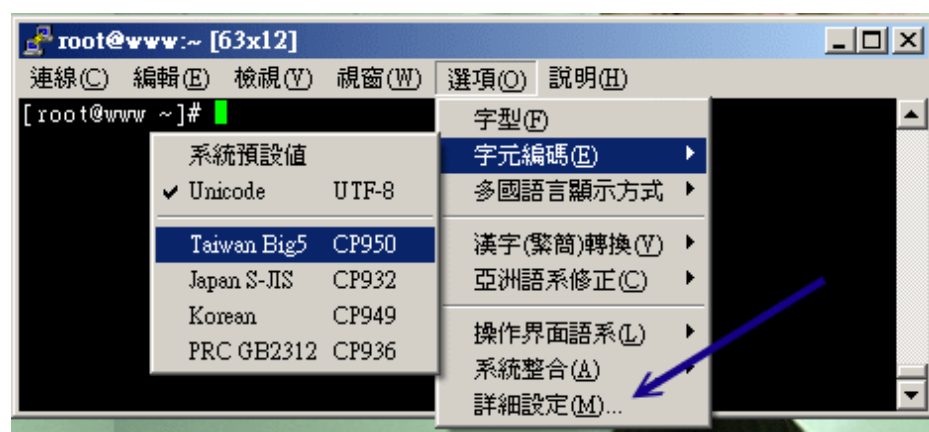 root@www:~ [63x12]
連線(C) 編輯(E) 檢視(V) 視窗(W) 選項(O) 說明(H)
[root@www ~]#
字型(F)
字元編碼(E)
多國語言顯示方式
漢字(繁簡)轉換(Y)
亞洲語系修正(C)
操作界面語系(L)
系統整合(A)
詳細設定(M)...
系統預設值
✔ Unicode UTF-8
Taiwan Big5 CP950
Japan S-JIS CP932
Korean CP949
PRC GB2312 CP936